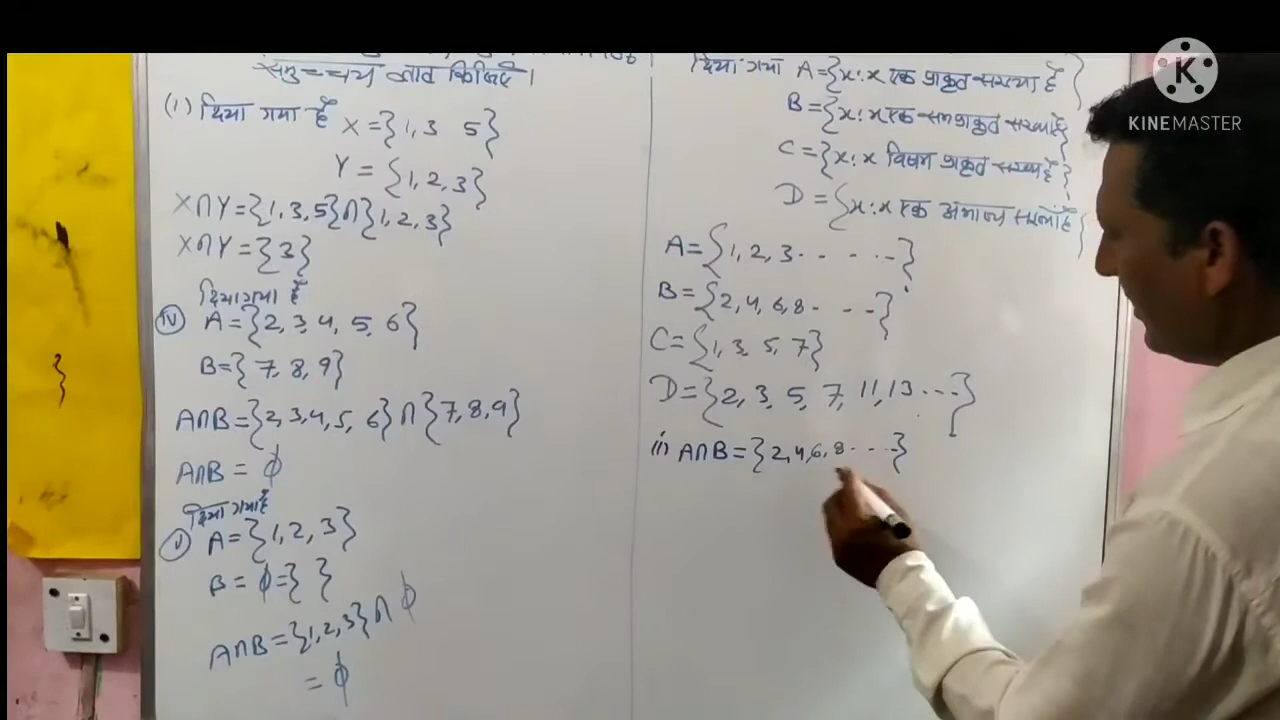 समुच्चय ज्ञात किजिए।
(i) दिया गया है X = {1, 3 5}
Y = {1, 2, 3}
X∩Y = {1, 3, 5} ∩ {1, 2, 3}
X∩Y = {3}
दिया गया है
(iv) A = {2, 3, 4, 5, 6}
B = {7, 8, 9}
A∩B = {2, 3, 4, 5, 6} ∩ {7, 8, 9}
A∩B = ϕ
दिया गया है
(v) A = {1, 2, 3}
B = ϕ = { }
A∩B = {1, 2, 3} ∩ ϕ
= ϕ
दिया गया A = {x : x एक प्राकृत संख्या है}
B = {x : x एक सम प्राकृत संख्या है}
C = {x : x विषम प्राकृत संख्या है}
D = {x : x एक अभाज्य संख्या है}
A = {1, 2, 3 - - - - -}
B = {2, 4, 6, 8 - - - -}
C = {1, 3, 5, 7}
D = {2, 3, 5, 7, 11, 13 - - -}
(i) A∩B = {2, 4, 6, 8 - - - -}
K
KINEMASTER